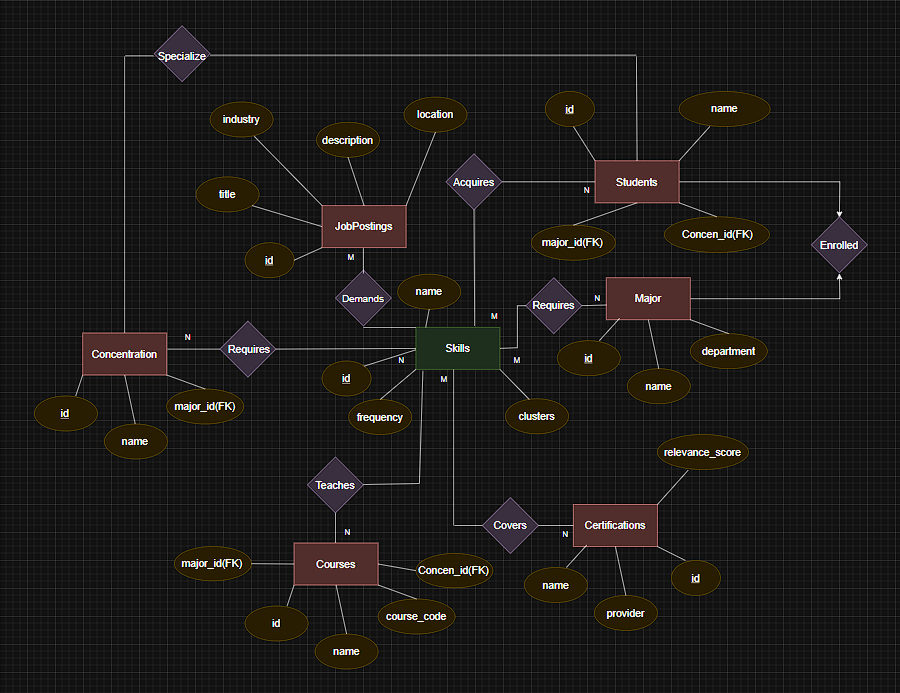 Specialize
industry
description
location
id
name
title
JobPostings
id
Acquires
N
Students
major_id(FK)
Concen_id(FK)
Enrolled
M
Demands
name
M
Requires
N
Major
id
name
department
Concentration
N
Requires
Skills
N
M
M
id
frequency
clusters
id
name
major_id(FK)
relevance_score
Teaches
N
Covers
N
Certifications
name
provider
id
major_id(FK)
Courses
Concen_id(FK)
id
name
course_code